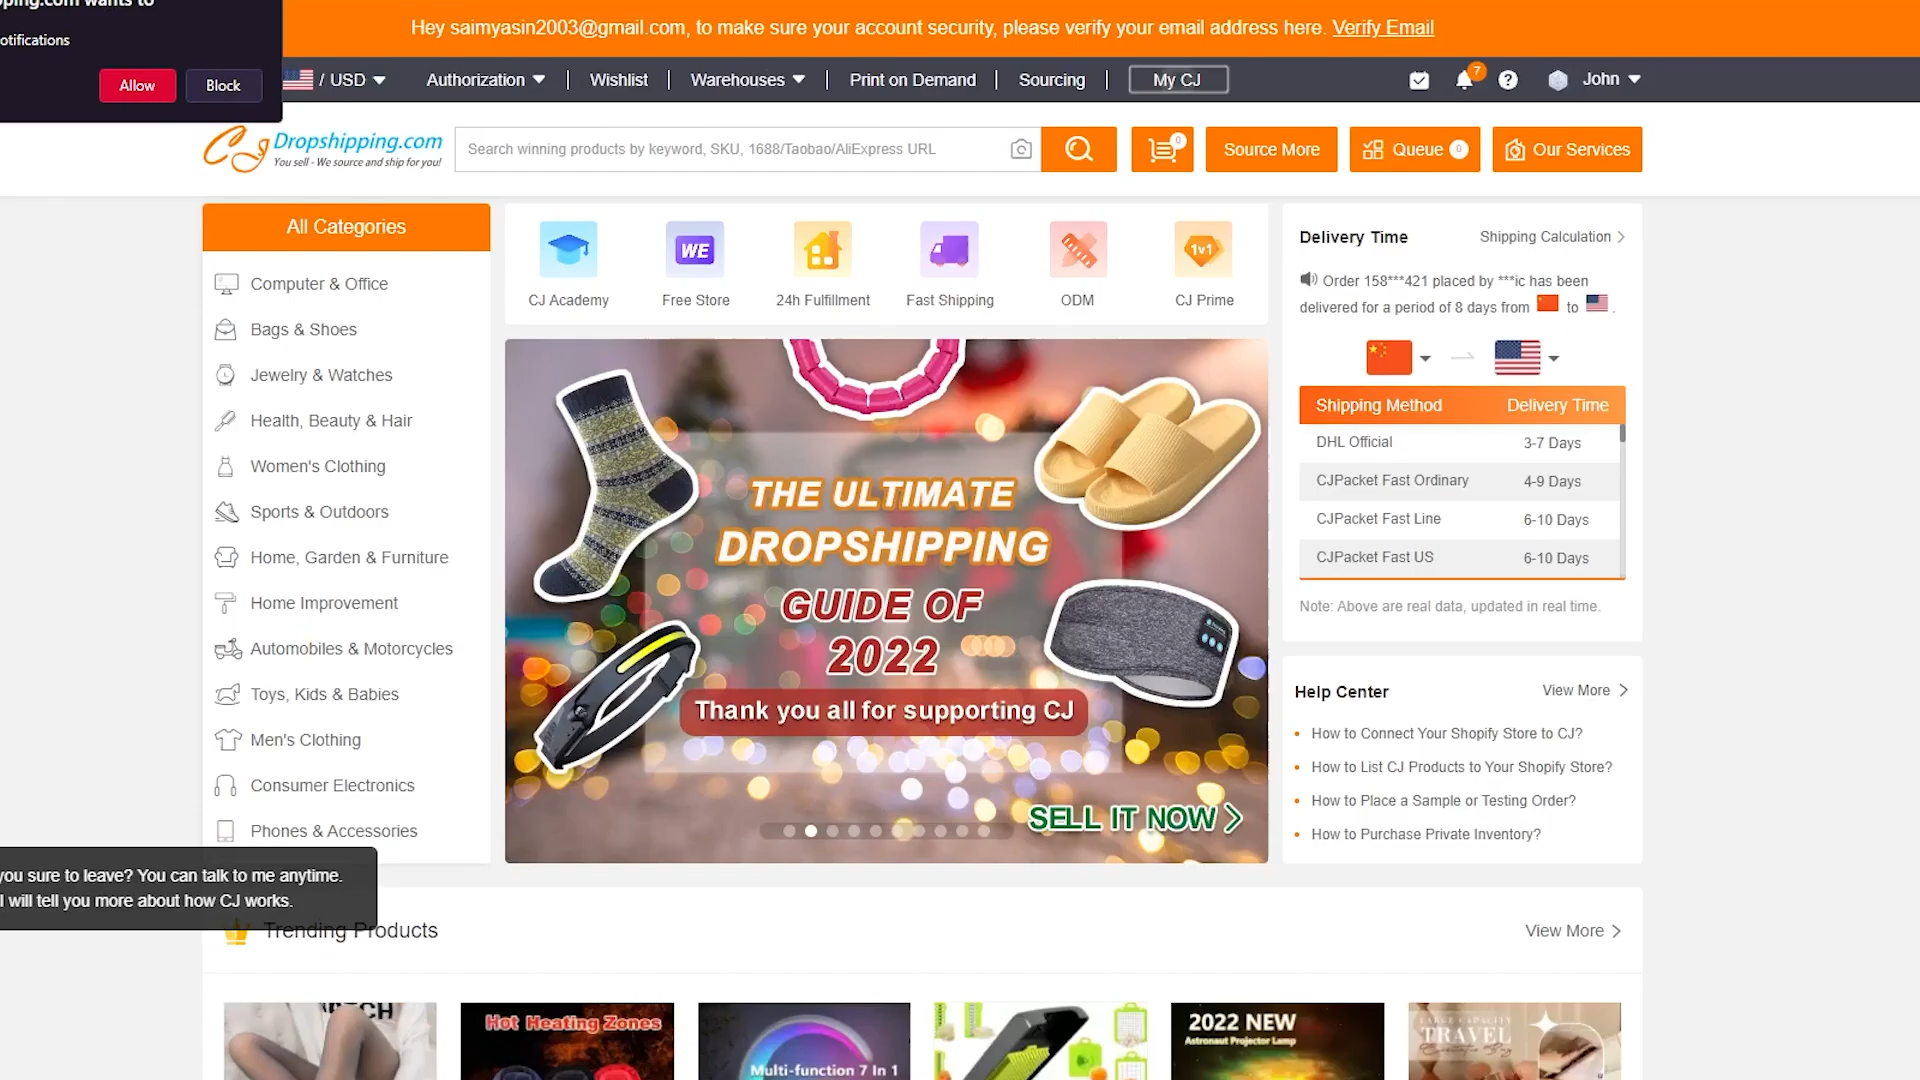 ping.com wants to
otifications
Allow
Block
Hey saimyasin2003@gmail.com, to make sure your account security, please verify your email address here. Verify Email
/ USD
Authorization
Wishlist
Warehouses
Print on Demand
Sourcing
My CJ
7
John
CJ Dropshipping.com
You sell - We source and ship for you!
Search winning products by keyword, SKU, 1688/Taobao/AliExpress URL
0
Source More
Queue 0
Our Services
All Categories
Computer & Office
Bags & Shoes
Jewelry & Watches
Health, Beauty & Hair
Women's Clothing
Sports & Outdoors
Home, Garden & Furniture
Home Improvement
Automobiles & Motorcycles
Toys, Kids & Babies
Men's Clothing
Consumer Electronics
Phones & Accessories
WE
1v1
CJ Academy
Free Store
24h Fulfillment
Fast Shipping
ODM
CJ Prime
THE ULTIMATE
DROPSHIPPING
GUIDE OF
2022
Thank you all for supporting CJ
SELL IT NOW
Delivery Time
Shipping Calculation
Order 158***421 placed by ***ic has been
delivered for a period of 8 days from to .
Shipping Method Delivery Time
DHL Official 3-7 Days
CJPacket Fast Ordinary 4-9 Days
CJPacket Fast Line 6-10 Days
CJPacket Fast US 6-10 Days
Note: Above are real data, updated in real time.
Help Center
View More
How to Connect Your Shopify Store to CJ?
How to List CJ Products to Your Shopify Store?
How to Place a Sample or Testing Order?
How to Purchase Private Inventory?
you sure to leave? You can talk to me anytime.
I will tell you more about how CJ works.
Trending Products
View More
Hot Heating Zones
Multi-function 7 In 1
2022 NEW
Astronaut Projector Lamp
LARGE CAPACITY
TRAVEL